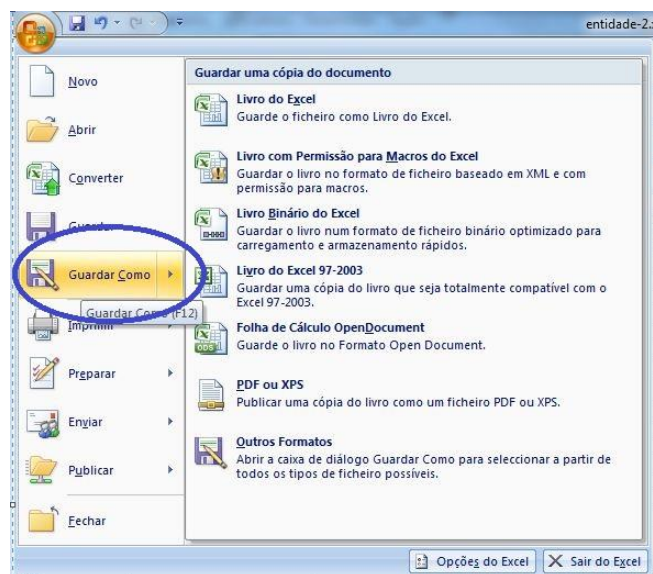 entidade-2.
Novo
Abrir
Converter
Guardar
Guardar Como
Guardar Como (F12)
Imprimir
Preparar
Enviar
Publicar
Fechar
Guardar uma cópia do documento
Livro do Excel
Guarde o ficheiro como Livro do Excel.
Livro com Permissão para Macros do Excel
Guardar o livro no formato de ficheiro baseado em XML e com
permissão para macros.
Livro Binário do Excel
Guardar o livro num formato de ficheiro binário optimizado para
carregamento e armazenamento rápidos.
Livro do Excel 97-2003
Guardar uma cópia do livro que seja totalmente compatível com o
Excel 97-2003.
Folha de Cálculo OpenDocument
Guarde o livro no Formato Open Document.
ODS
PDF ou XPS
Publicar uma cópia do livro como um ficheiro PDF ou XPS.
Outros Formatos
Abrir a caixa de diálogo Guardar Como para seleccionar a partir de
todos os tipos de ficheiro possíveis.
Opções do Excel
Sair do Excel